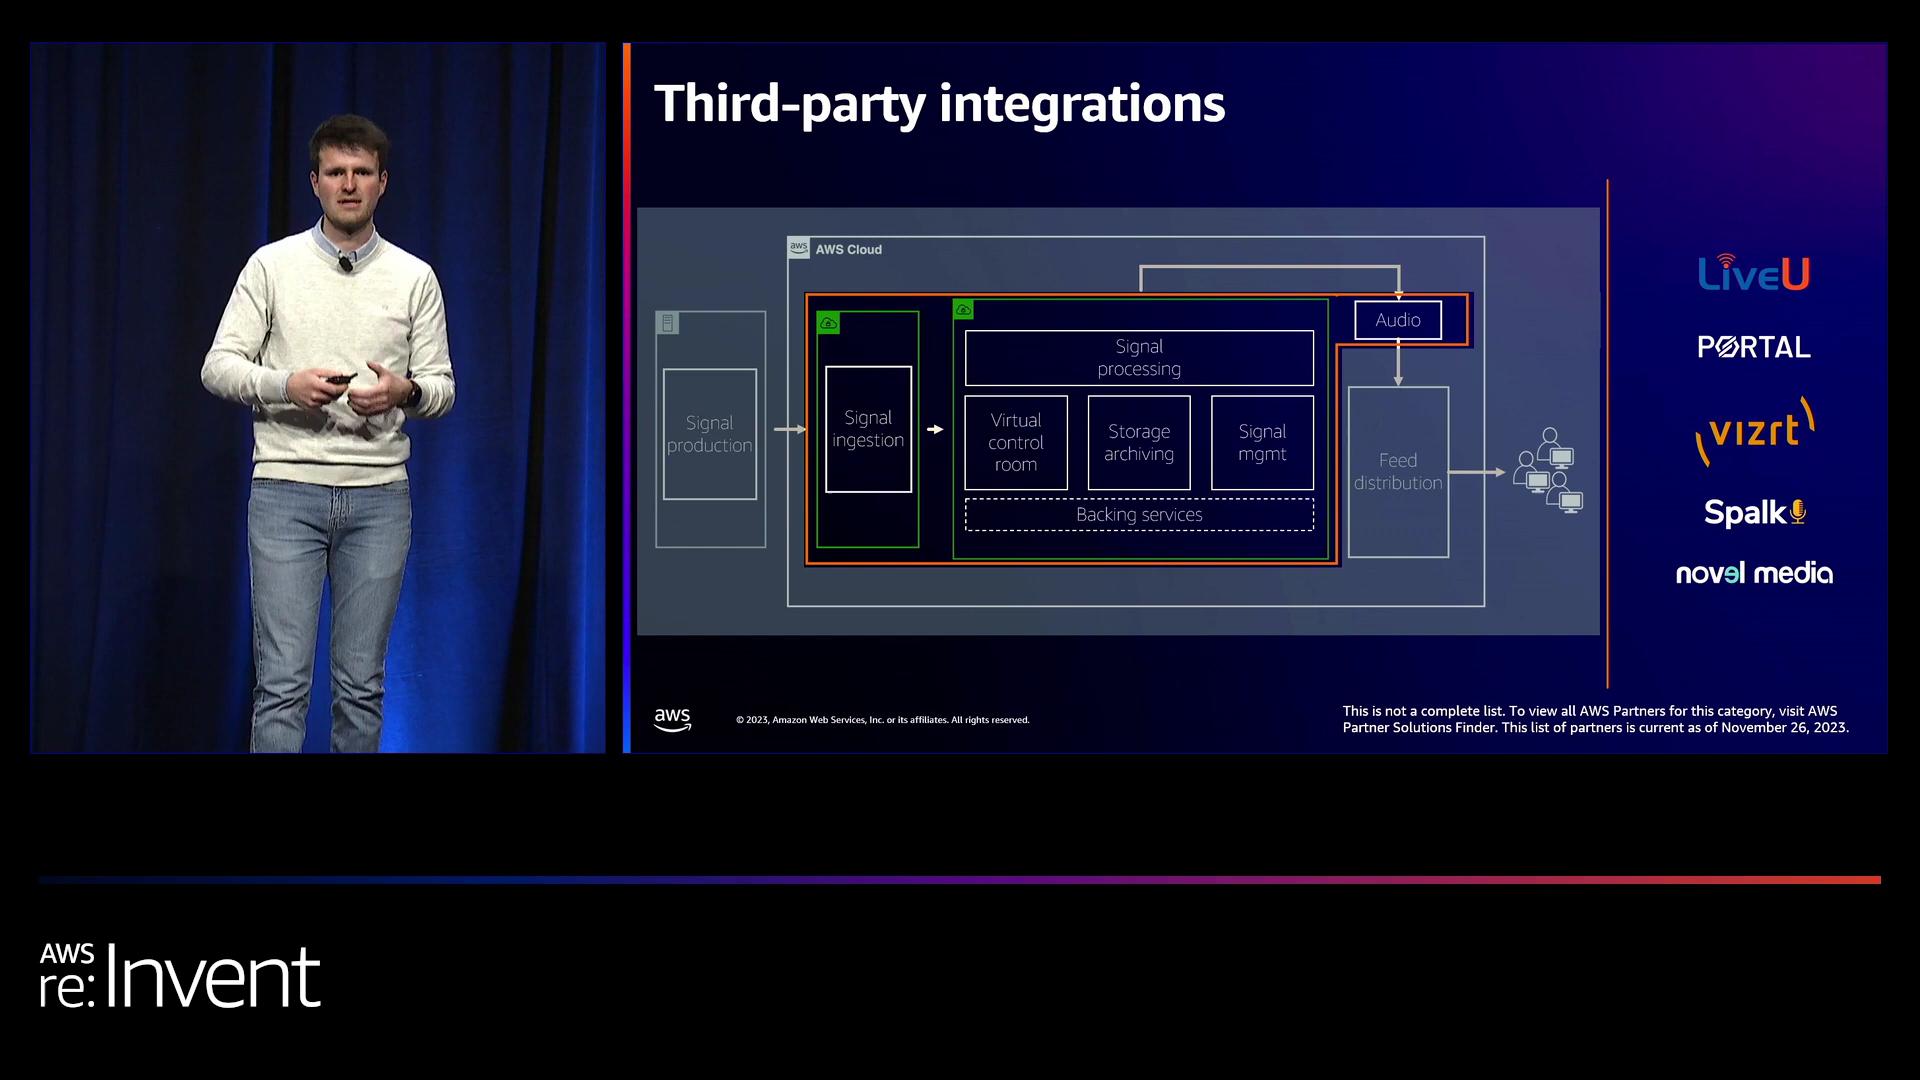 Third-party integrations
aws
AWS Cloud
Signal
production
Signal
ingestion
Signal
processing
Virtual
control
room
Storage
archiving
Signal
mgmt
Backing services
Audio
Feed
distribution
LiveU
PORTAL
vizrt
Spalk
novel media
aws
© 2023, Amazon Web Services, Inc. or its affiliates. All rights reserved.
This is not a complete list. To view all AWS Partners for this category, visit AWS
Partner Solutions Finder. This list of partners is current as of November 26, 2023.
AWS
re:Invent